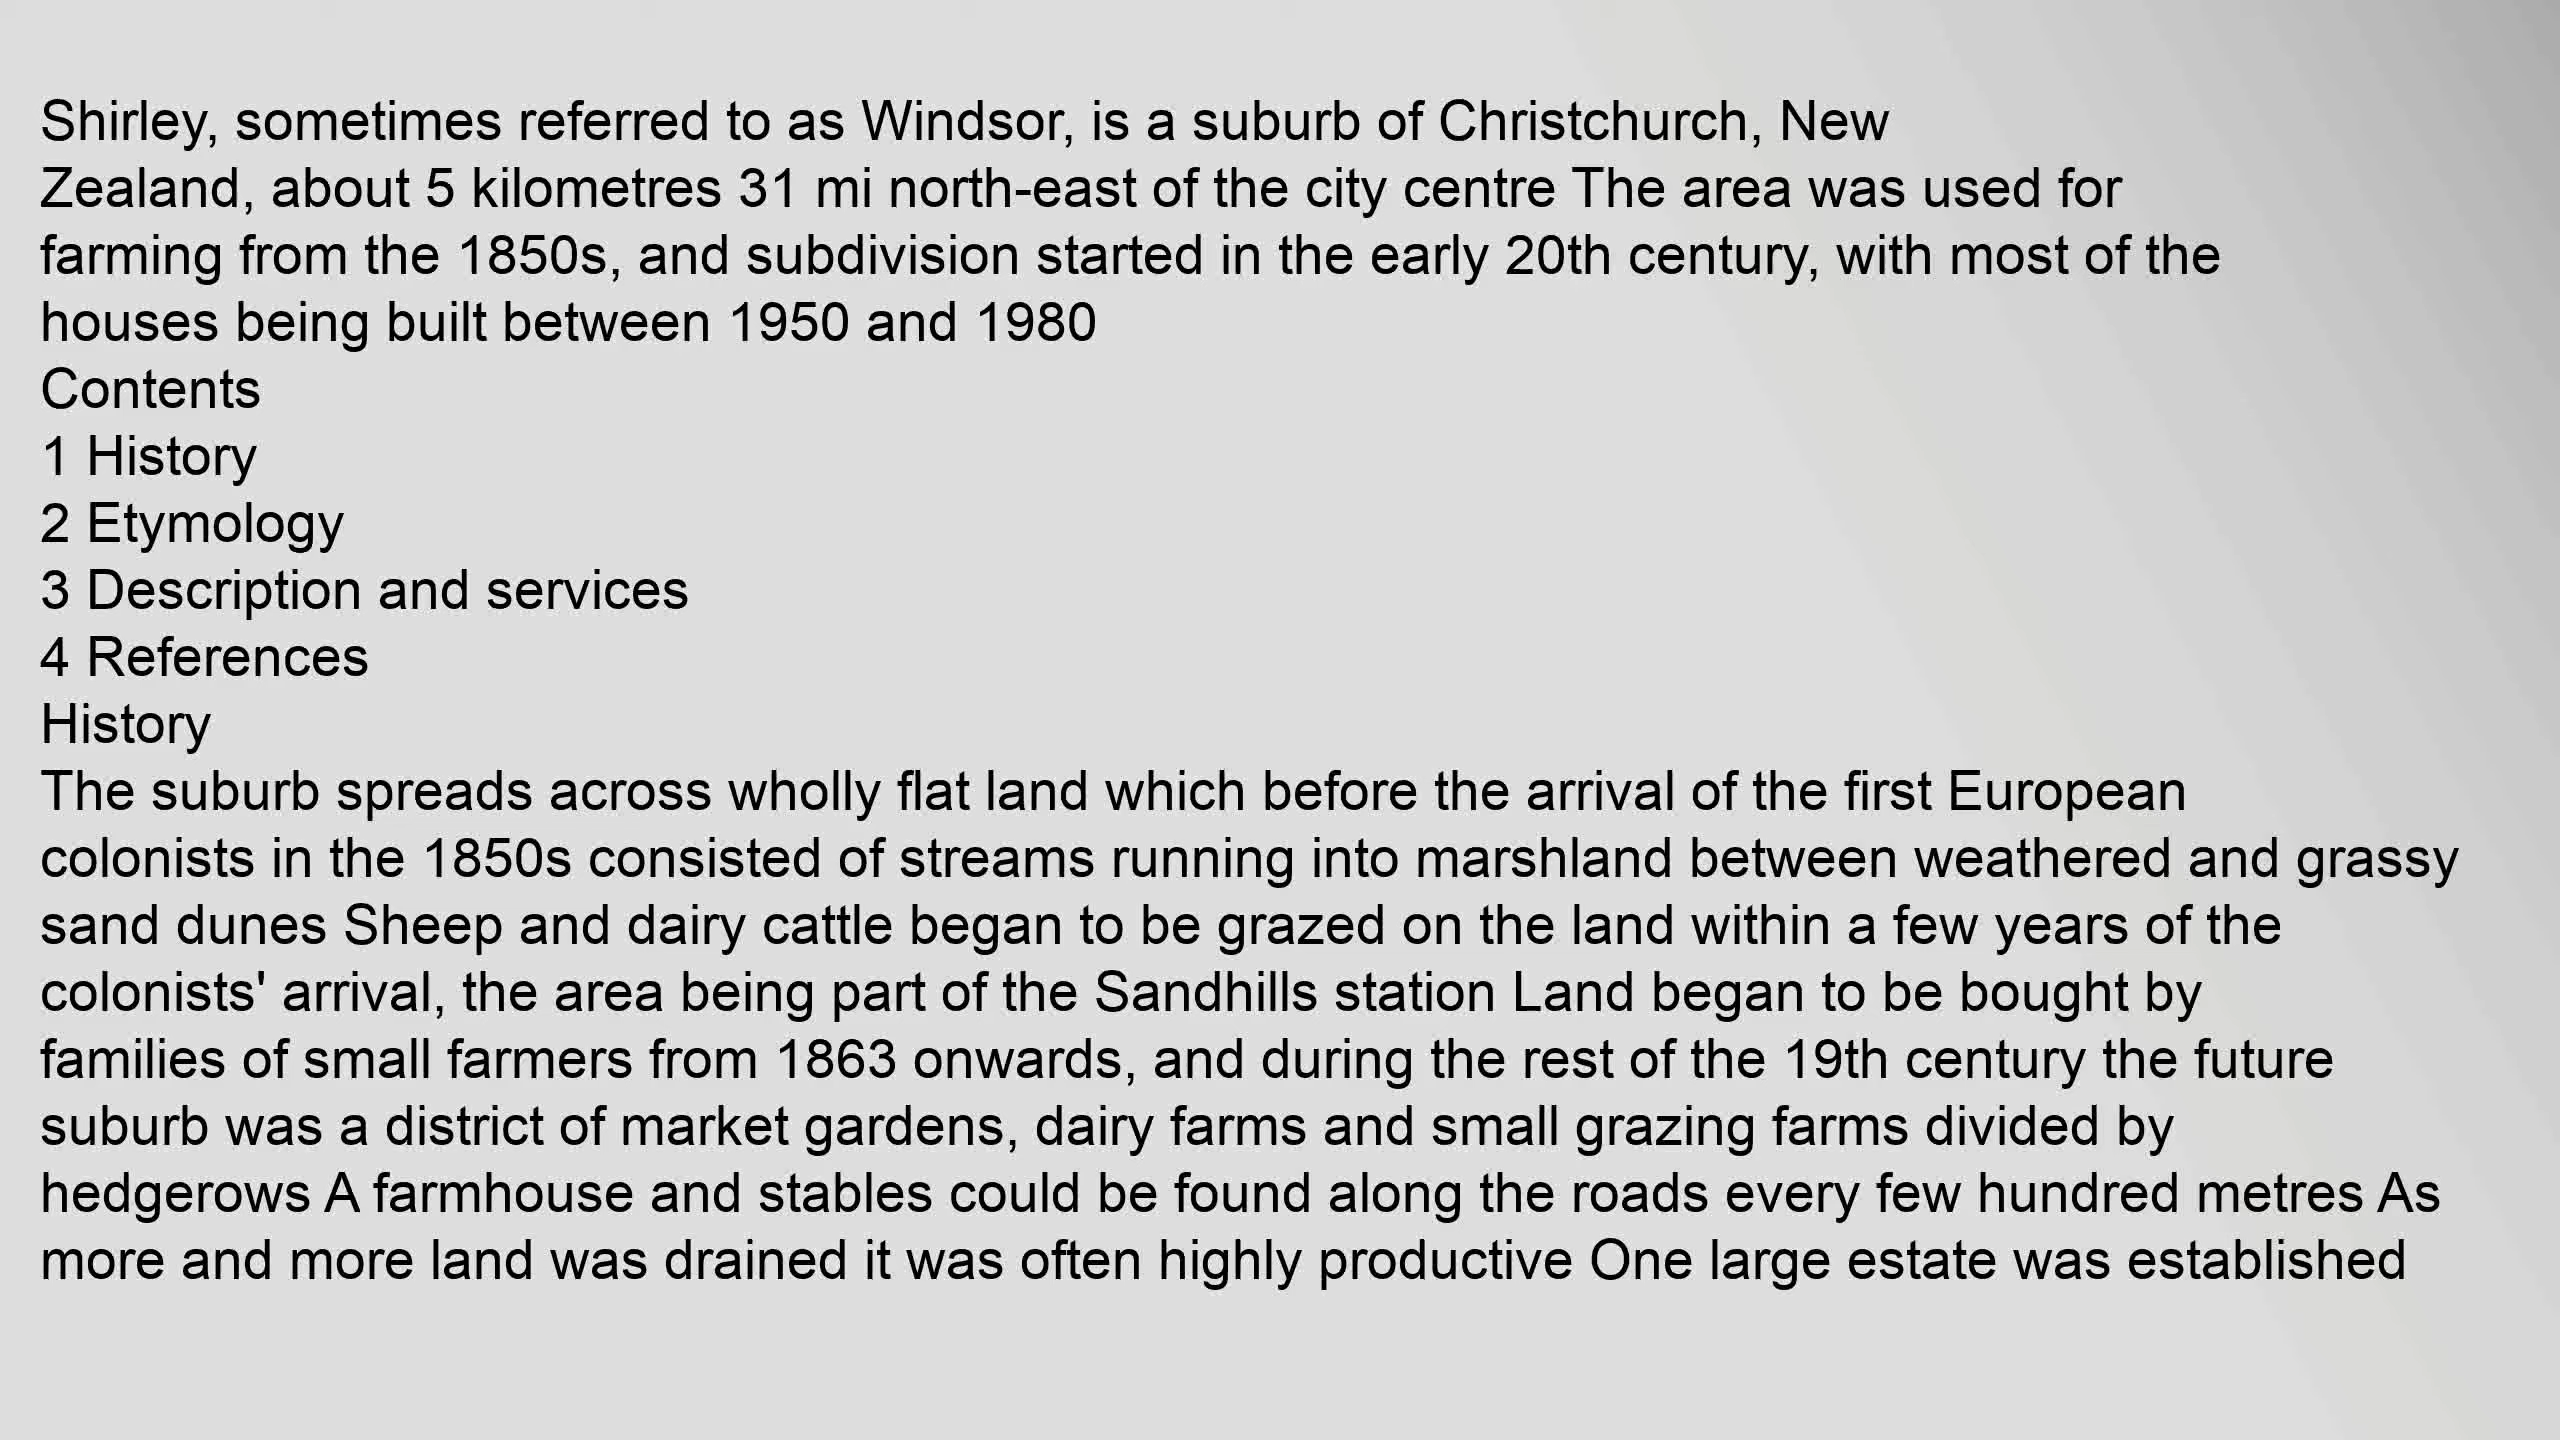 Shirley, sometimes referred to as Windsor, is a suburb of Christchurch, New
Zealand, about 5 kilometres 31 mi north-east of the city centre The area was used for
farming from the 1850s, and subdivision started in the early 20th century, with most of the
houses being built between 1950 and 1980
Contents
1 History
2 Etymology
3 Description and services
4 References
History
The suburb spreads across wholly flat land which before the arrival of the first European
colonists in the 1850s consisted of streams running into marshland between weathered and grassy
sand dunes Sheep and dairy cattle began to be grazed on the land within a few years of the
colonists' arrival, the area being part of the Sandhills station Land began to be bought by
families of small farmers from 1863 onwards, and during the rest of the 19th century the future
suburb was a district of market gardens, dairy farms and small grazing farms divided by
hedgerows A farmhouse and stables could be found along the roads every few hundred metres As
more and more land was drained it was often highly productive One large estate was established